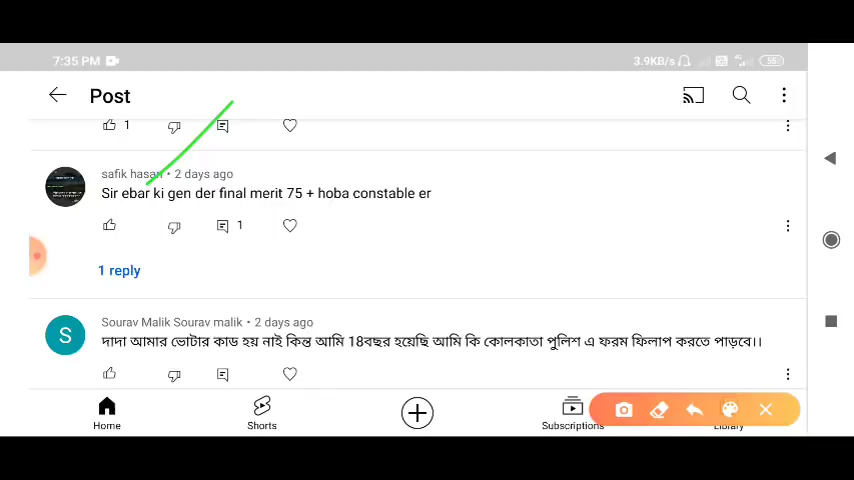 7:35 PM
3.9KB/s
4G
55
Post
1
safik hasan • 2 days ago
Sir ebar ki gen der final merit 75 + hoba constable er
1
1 reply
S
Sourav Malik Sourav malik • 2 days ago
দাদা আমার ভোটার কাড হয় নাই কিন্ত আমি 18বছর হয়েছি আমি কি কোলকাতা পুলিশ এ ফরম ফিলাপ করতে পাড়বে।।
Home
Shorts
Subscriptions
Library